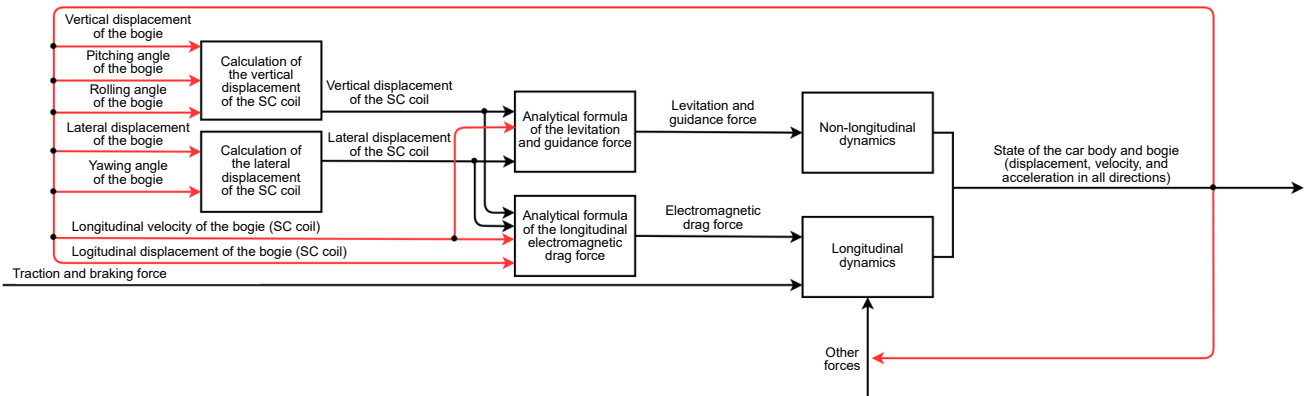 Vertical displacement
of the bogie
Pitching angle
of the bogie
Rolling angle
of the bogie
Lateral displacement
of the bogie
Yawing angle
of the bogie
Calculation of
the vertical
displacement
of the SC coil
Calculation of
the lateral
displacement
of the SC coil
Vertical displacement
of the SC coil
Lateral displacement
of the SC coil
Longitudinal velocity of the bogie (SC coil)
Logitudinal displacement of the bogie (SC coil)
Traction and braking force
Analytical formula
of the levitation
and guidance force
Analytical formula
of the longitudinal
electromagnetic
drag force
Levitation and
guidance force
Electromagnetic
drag force
Non-longitudinal
dynamics
Longitudinal
dynamics
Other
forces
State of the car body and bogie
(displacement, velocity, and
acceleration in all directions)